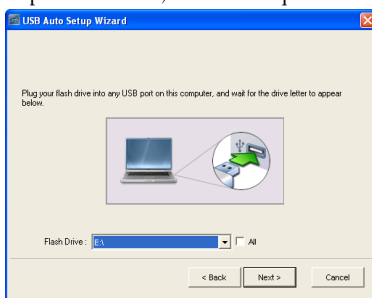 USB Auto Setup Wizard
Plug your flash drive into any USB port on this computer, and wait for the drive letter to appear
below.
Flash Drive : E:\ All
< Back Next > Cancel